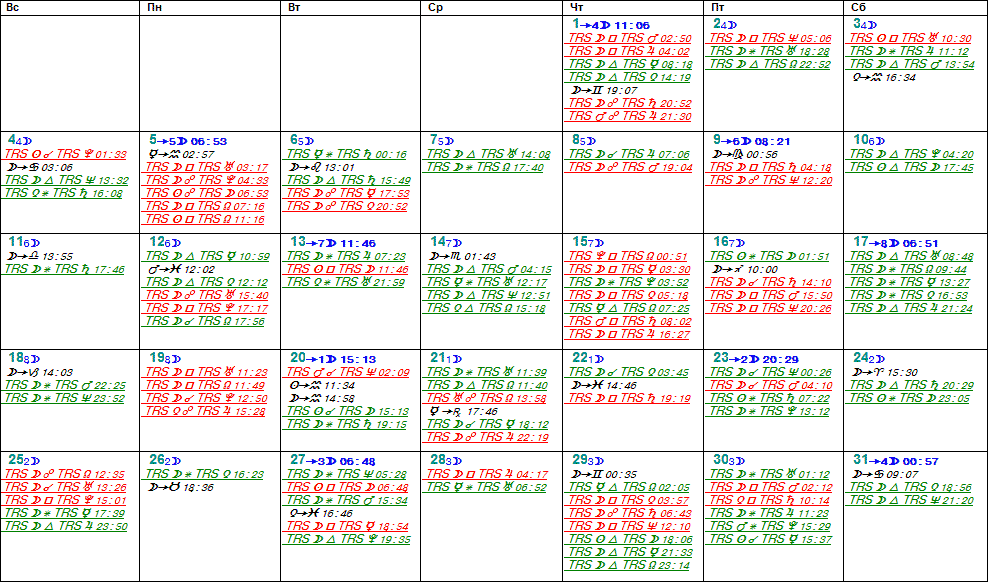 Вс Пн Вт Ср Чт Пт Сб
1→4☽ 11:06
TRS ☽ □ TRS ♂ 02:50
TRS ☽ □ TRS ♃ 04:02
TRS ☽ △ TRS ☿ 08:18
TRS ☽ △ TRS ♀ 14:19
☽→♊ 19:07
TRS ☽ ☍ TRS ♄ 20:52
TRS ♂ ☍ TRS ♃ 21:30
2 4☽
TRS ☽ □ TRS ♆ 05:06
TRS ☽ ⚹ TRS ♅ 18:28
TRS ☽ △ TRS ☊ 22:52
3 4☽
TRS ☉ □ TRS ♅ 10:30
TRS ☽ ⚹ TRS ♃ 11:12
TRS ☽ △ TRS ♂ 13:54
♀→♒ 16:34
4 4☽
TRS ☉ ☌ TRS ♇ 01:33
☽→♋ 03:06
TRS ☽ △ TRS ♆ 13:32
TRS ♀ ⚹ TRS ♄ 16:08
5→5☽ 06:53
☿→♒ 02:57
TRS ☽ □ TRS ♅ 03:17
TRS ☽ ☍ TRS ♇ 04:33
TRS ☉ ☍ TRS ☽ 06:53
TRS ☽ □ TRS ☊ 07:16
TRS ☉ □ TRS ☊ 11:16
6 5☽
TRS ☿ ⚹ TRS ♄ 00:16
☽→♌ 13:01
TRS ☽ △ TRS ♄ 15:49
TRS ☽ ☍ TRS ☿ 17:53
TRS ☽ ☍ TRS ♀ 20:52
7 5☽
TRS ☽ △ TRS ♅ 14:08
TRS ☽ ⚹ TRS ☊ 17:40
8 5☽
TRS ☽ ☌ TRS ♃ 07:06
TRS ☽ ☍ TRS ♂ 19:04
9→6☽ 08:21
☽→♍ 00:56
TRS ☽ □ TRS ♄ 04:18
TRS ☽ ☍ TRS ♆ 12:20
10 6☽
TRS ☽ △ TRS ♇ 04:20
TRS ☉ △ TRS ☽ 17:45
11 6☽
☽→♎ 13:55
TRS ☽ ⚹ TRS ♄ 17:46
12 6☽
TRS ☽ △ TRS ☿ 10:59
♂→♓ 12:02
TRS ☽ △ TRS ♀ 12:12
TRS ☽ ☍ TRS ♅ 15:40
TRS ☽ □ TRS ♇ 17:17
TRS ☽ ☌ TRS ☊ 17:56
13→7☽ 11:46
TRS ☽ ⚹ TRS ♃ 07:23
TRS ☉ □ TRS ☽ 11:46
TRS ♀ ⚹ TRS ♅ 21:59
14 7☽
☽→♏ 01:43
TRS ☽ △ TRS ♂ 04:15
TRS ☿ ⚹ TRS ♅ 12:17
TRS ☽ △ TRS ♆ 12:51
TRS ♀ △ TRS ☊ 15:18
15 7☽
TRS ♇ □ TRS ☊ 00:51
TRS ☽ □ TRS ☿ 03:30
TRS ☽ ⚹ TRS ♇ 03:52
TRS ☽ □ TRS ♀ 05:18
TRS ☿ △ TRS ☊ 07:25
TRS ♂ □ TRS ♄ 08:02
TRS ☽ □ TRS ♃ 16:27
16 7☽
TRS ☉ ⚹ TRS ☽ 01:51
☽→♐ 10:00
TRS ☽ ☌ TRS ♄ 14:10
TRS ☽ □ TRS ♂ 15:50
TRS ☽ □ TRS ♆ 20:26
17→8☽ 06:51
TRS ☽ △ TRS ♅ 08:48
TRS ☽ ⚹ TRS ☊ 09:44
TRS ☽ ⚹ TRS ☿ 13:27
TRS ☽ ⚹ TRS ♀ 16:53
TRS ☽ △ TRS ♃ 21:24
18 8☽
☽→♑ 14:03
TRS ☽ ⚹ TRS ♂ 22:25
TRS ☽ ⚹ TRS ♆ 23:52
19 8☽
TRS ☽ □ TRS ♅ 11:23
TRS ☽ □ TRS ☊ 11:49
TRS ☽ ☌ TRS ♇ 12:50
TRS ♀ ☍ TRS ♃ 15:28
20→1☽ 15:13
TRS ♂ ☌ TRS ♆ 02:09
☉→♒ 11:34
☽→♒ 14:58
TRS ☉ ☌ TRS ☽ 15:13
TRS ☽ ⚹ TRS ♄ 19:15
21 1☽
TRS ☽ ⚹ TRS ♅ 11:39
TRS ☽ △ TRS ☊ 11:40
TRS ♅ ☍ TRS ☊ 13:58
☿→℞ 17:46
TRS ☽ ☌ TRS ☿ 18:12
TRS ☽ ☍ TRS ♃ 22:19
22 1☽
TRS ☽ ☌ TRS ♀ 03:45
☽→♓ 14:46
TRS ☽ □ TRS ♄ 19:19
23→2☽ 20:29
TRS ☽ ☌ TRS ♆ 00:26
TRS ☽ ☌ TRS ♂ 04:10
TRS ☉ ⚹ TRS ♄ 07:22
TRS ☽ ⚹ TRS ♇ 13:12
24 2☽
☽→♈ 15:30
TRS ☽ △ TRS ♄ 20:29
TRS ☉ ⚹ TRS ☽ 23:05
25 2☽
TRS ☽ ☍ TRS ☊ 12:35
TRS ☽ ☌ TRS ♅ 13:26
TRS ☽ □ TRS ♇ 15:01
TRS ☽ ⚹ TRS ☿ 17:39
TRS ☽ △ TRS ♃ 23:50
26 2☽
TRS ☽ ⚹ TRS ♀ 16:23
☽→♉ 18:36
27→3☽ 06:48
TRS ☽ ⚹ TRS ♆ 05:28
TRS ☉ □ TRS ☽ 06:48
TRS ☽ ⚹ TRS ♂ 15:34
♀→♓ 16:46
TRS ☽ □ TRS ☿ 18:54
TRS ☽ △ TRS ♇ 19:35
28 3☽
TRS ☽ □ TRS ♃ 04:17
TRS ☿ ⚹ TRS ♅ 06:52
29 3☽
☽→♊ 00:35
TRS ☿ △ TRS ☊ 02:05
TRS ☽ □ TRS ♀ 03:57
TRS ☽ ☍ TRS ♄ 06:43
TRS ☽ □ TRS ♆ 12:10
TRS ☉ △ TRS ☽ 18:06
TRS ☽ △ TRS ☿ 21:33
TRS ☽ △ TRS ☊ 23:14
30 3☽
TRS ☽ ⚹ TRS ♅ 01:12
TRS ☽ □ TRS ♂ 02:12
TRS ♀ □ TRS ♄ 10:14
TRS ☽ ⚹ TRS ♃ 11:23
TRS ♂ ⚹ TRS ♇ 15:29
TRS ☉ ☌ TRS ☿ 15:37
31→4☽ 00:57
☽→♋ 09:07
TRS ☽ △ TRS ♀ 18:56
TRS ☽ △ TRS ♆ 21:20